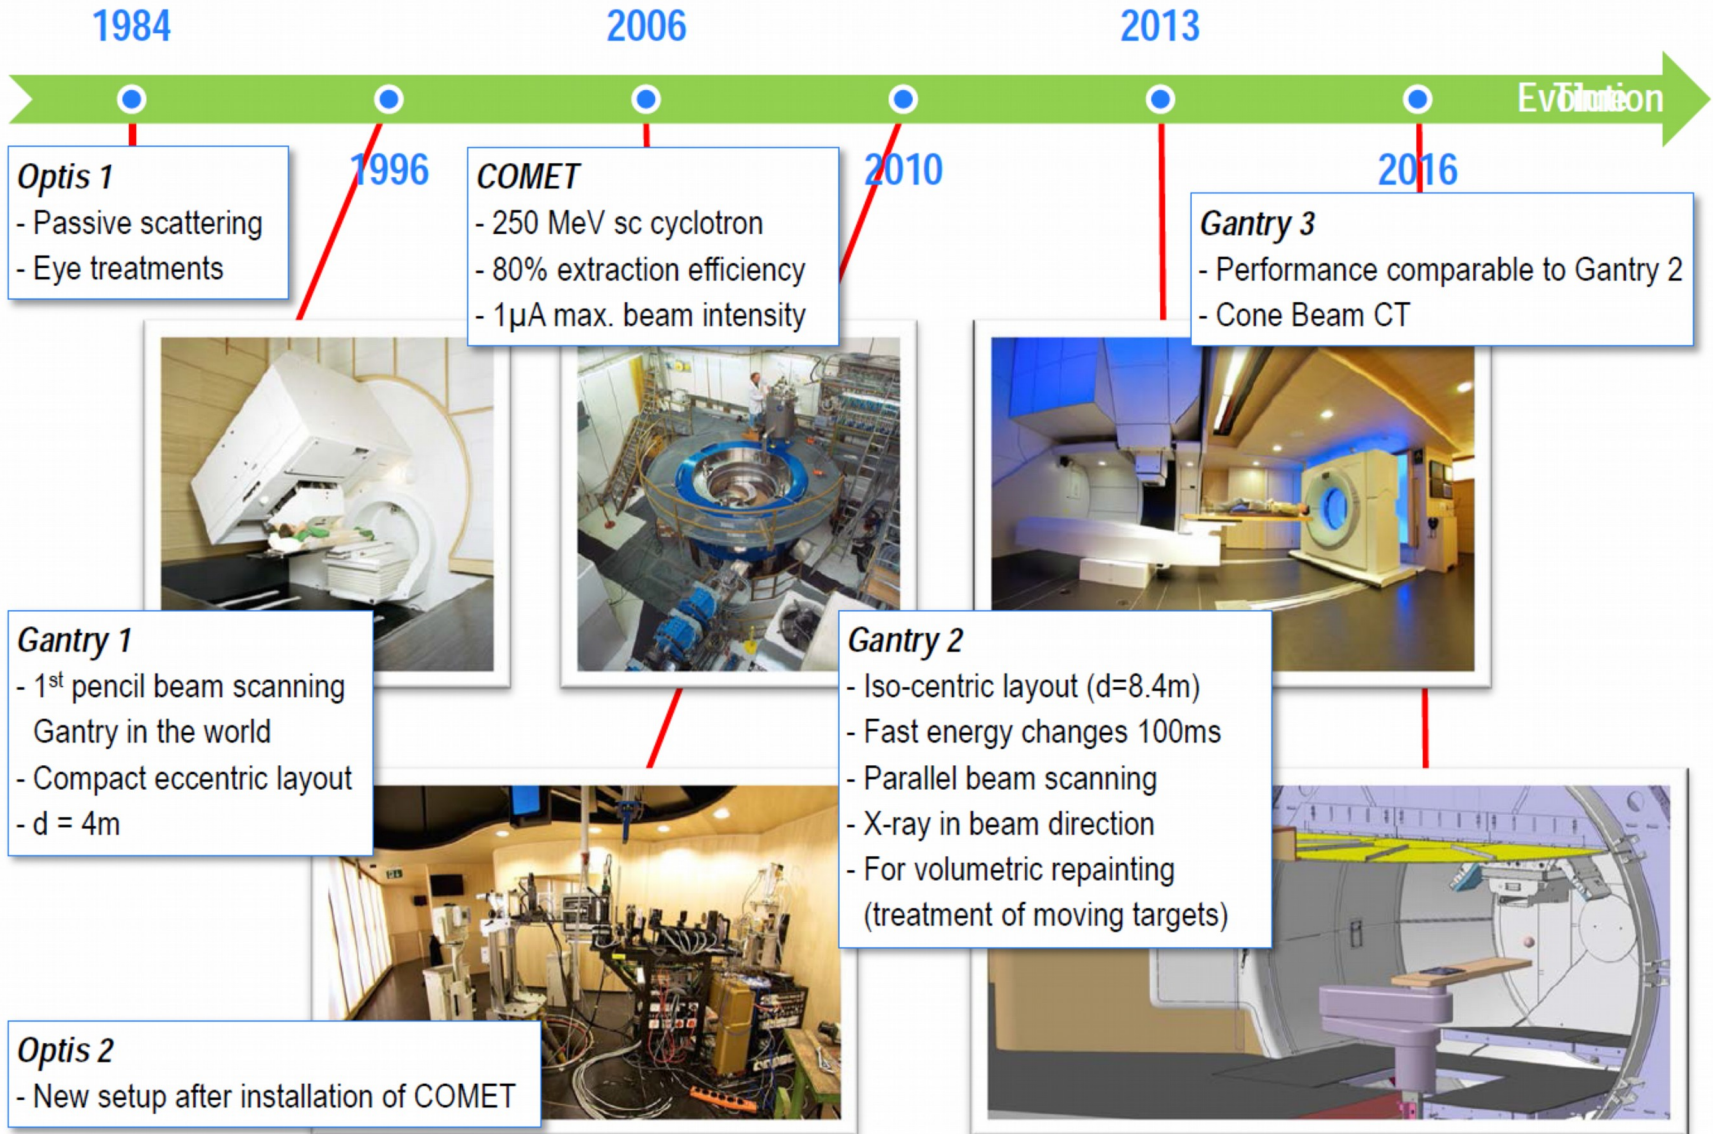 1984
2006
2013
Evolution
Time
1996
2010
2016
Optis 1
- Passive scattering
- Eye treatments
COMET
- 250 MeV sc cyclotron
- 80% extraction efficiency
- 1µA max. beam intensity
Gantry 3
- Performance comparable to Gantry 2
- Cone Beam CT
Gantry 1
- 1st pencil beam scanning
Gantry in the world
- Compact eccentric layout
- d = 4m
Gantry 2
- Iso-centric layout (d=8.4m)
- Fast energy changes 100ms
- Parallel beam scanning
- X-ray in beam direction
- For volumetric repainting
(treatment of moving targets)
Optis 2
- New setup after installation of COMET